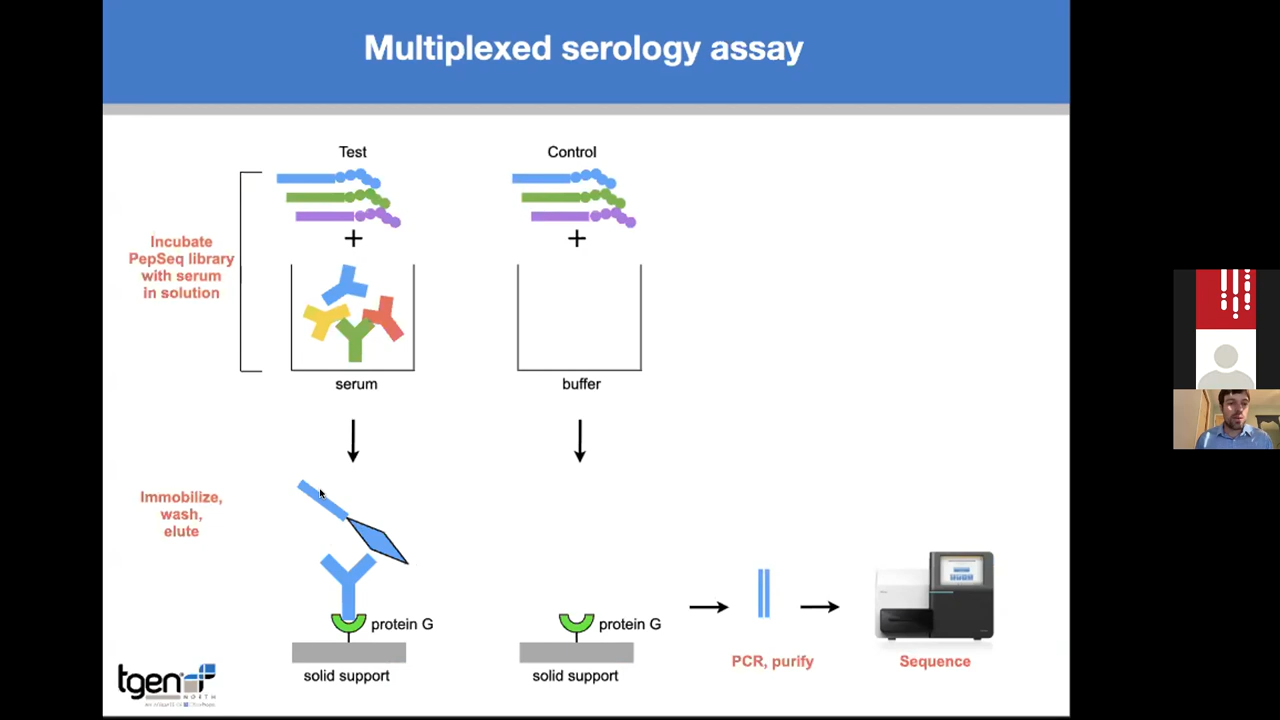 Multiplexed serology assay
Test
Control
Incubate
PepSeq library
with serum
in solution
+
+
serum
buffer
Immobilize,
wash,
elute
protein G
protein G
solid support
solid support
PCR, purify
Sequence
tgen
NORTH